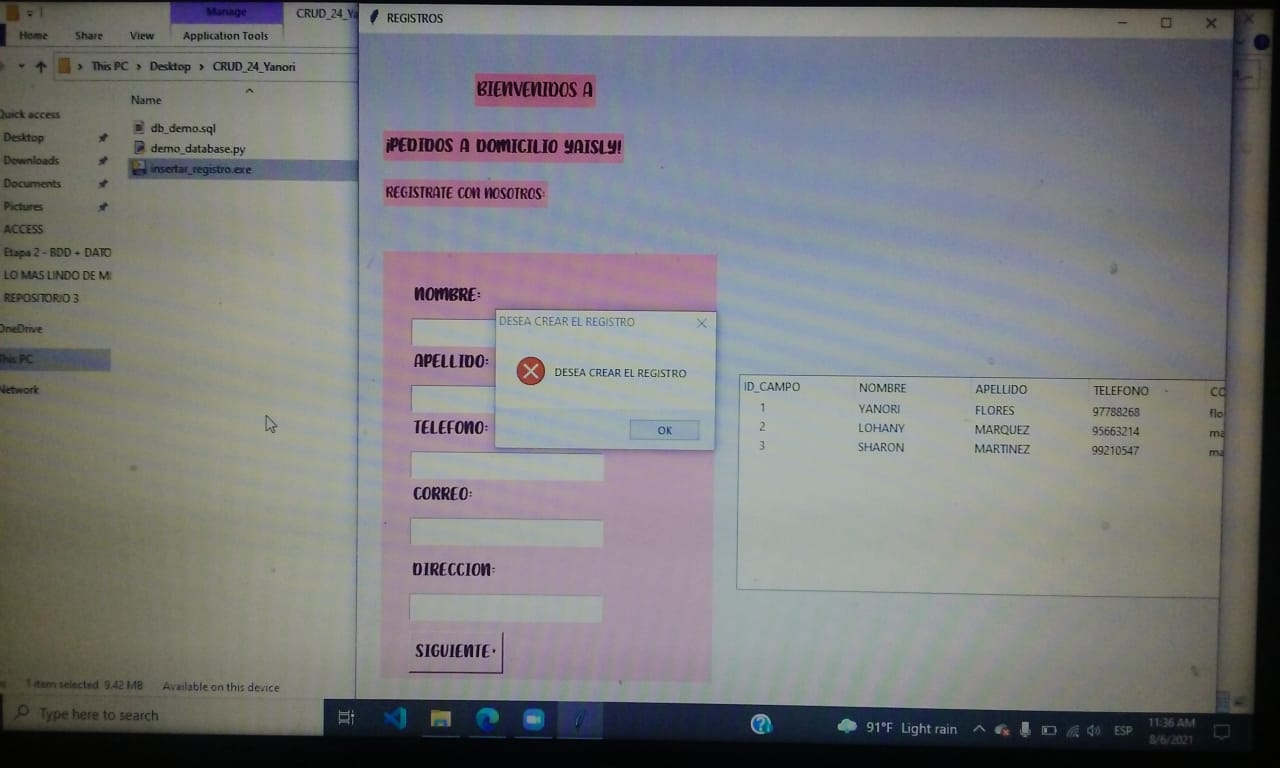 Manage
CRUD_24_Ya
Home Share View Application Tools
This PC > Desktop > CRUD_24_Yanori
Quick access
Desktop
Downloads
Documents
Pictures
ACCESS
Etapa 2 - BDD + DATO
LO MAS LINDO DE MI
REPOSITORIO 3
OneDrive
This PC
Network
Name
db_demo.sql
demo_database.py
insertar_registro.exe
1 item selected 9.42 MB Available on this device
REGISTROS
BIENVENIDOS A
¡PEDIDOS A DOMICILIO YAISLY!
REGISTRATE CON NOSOTROS:
NOMBRE:
APELLIDO:
TELEFONO:
CORREO:
DIRECCION:
SIGUIENTE·
DESEA CREAR EL REGISTRO
DESEA CREAR EL REGISTRO
OK
ID_CAMPO NOMBRE APELLIDO TELEFONO CO
1 YANORI FLORES 97788268 flo
2 LOHANY MARQUEZ 95663214 ma
3 SHARON MARTINEZ 99210547 ma
Type here to search
91°F Light rain
ESP
11:36 AM
8/6/2021